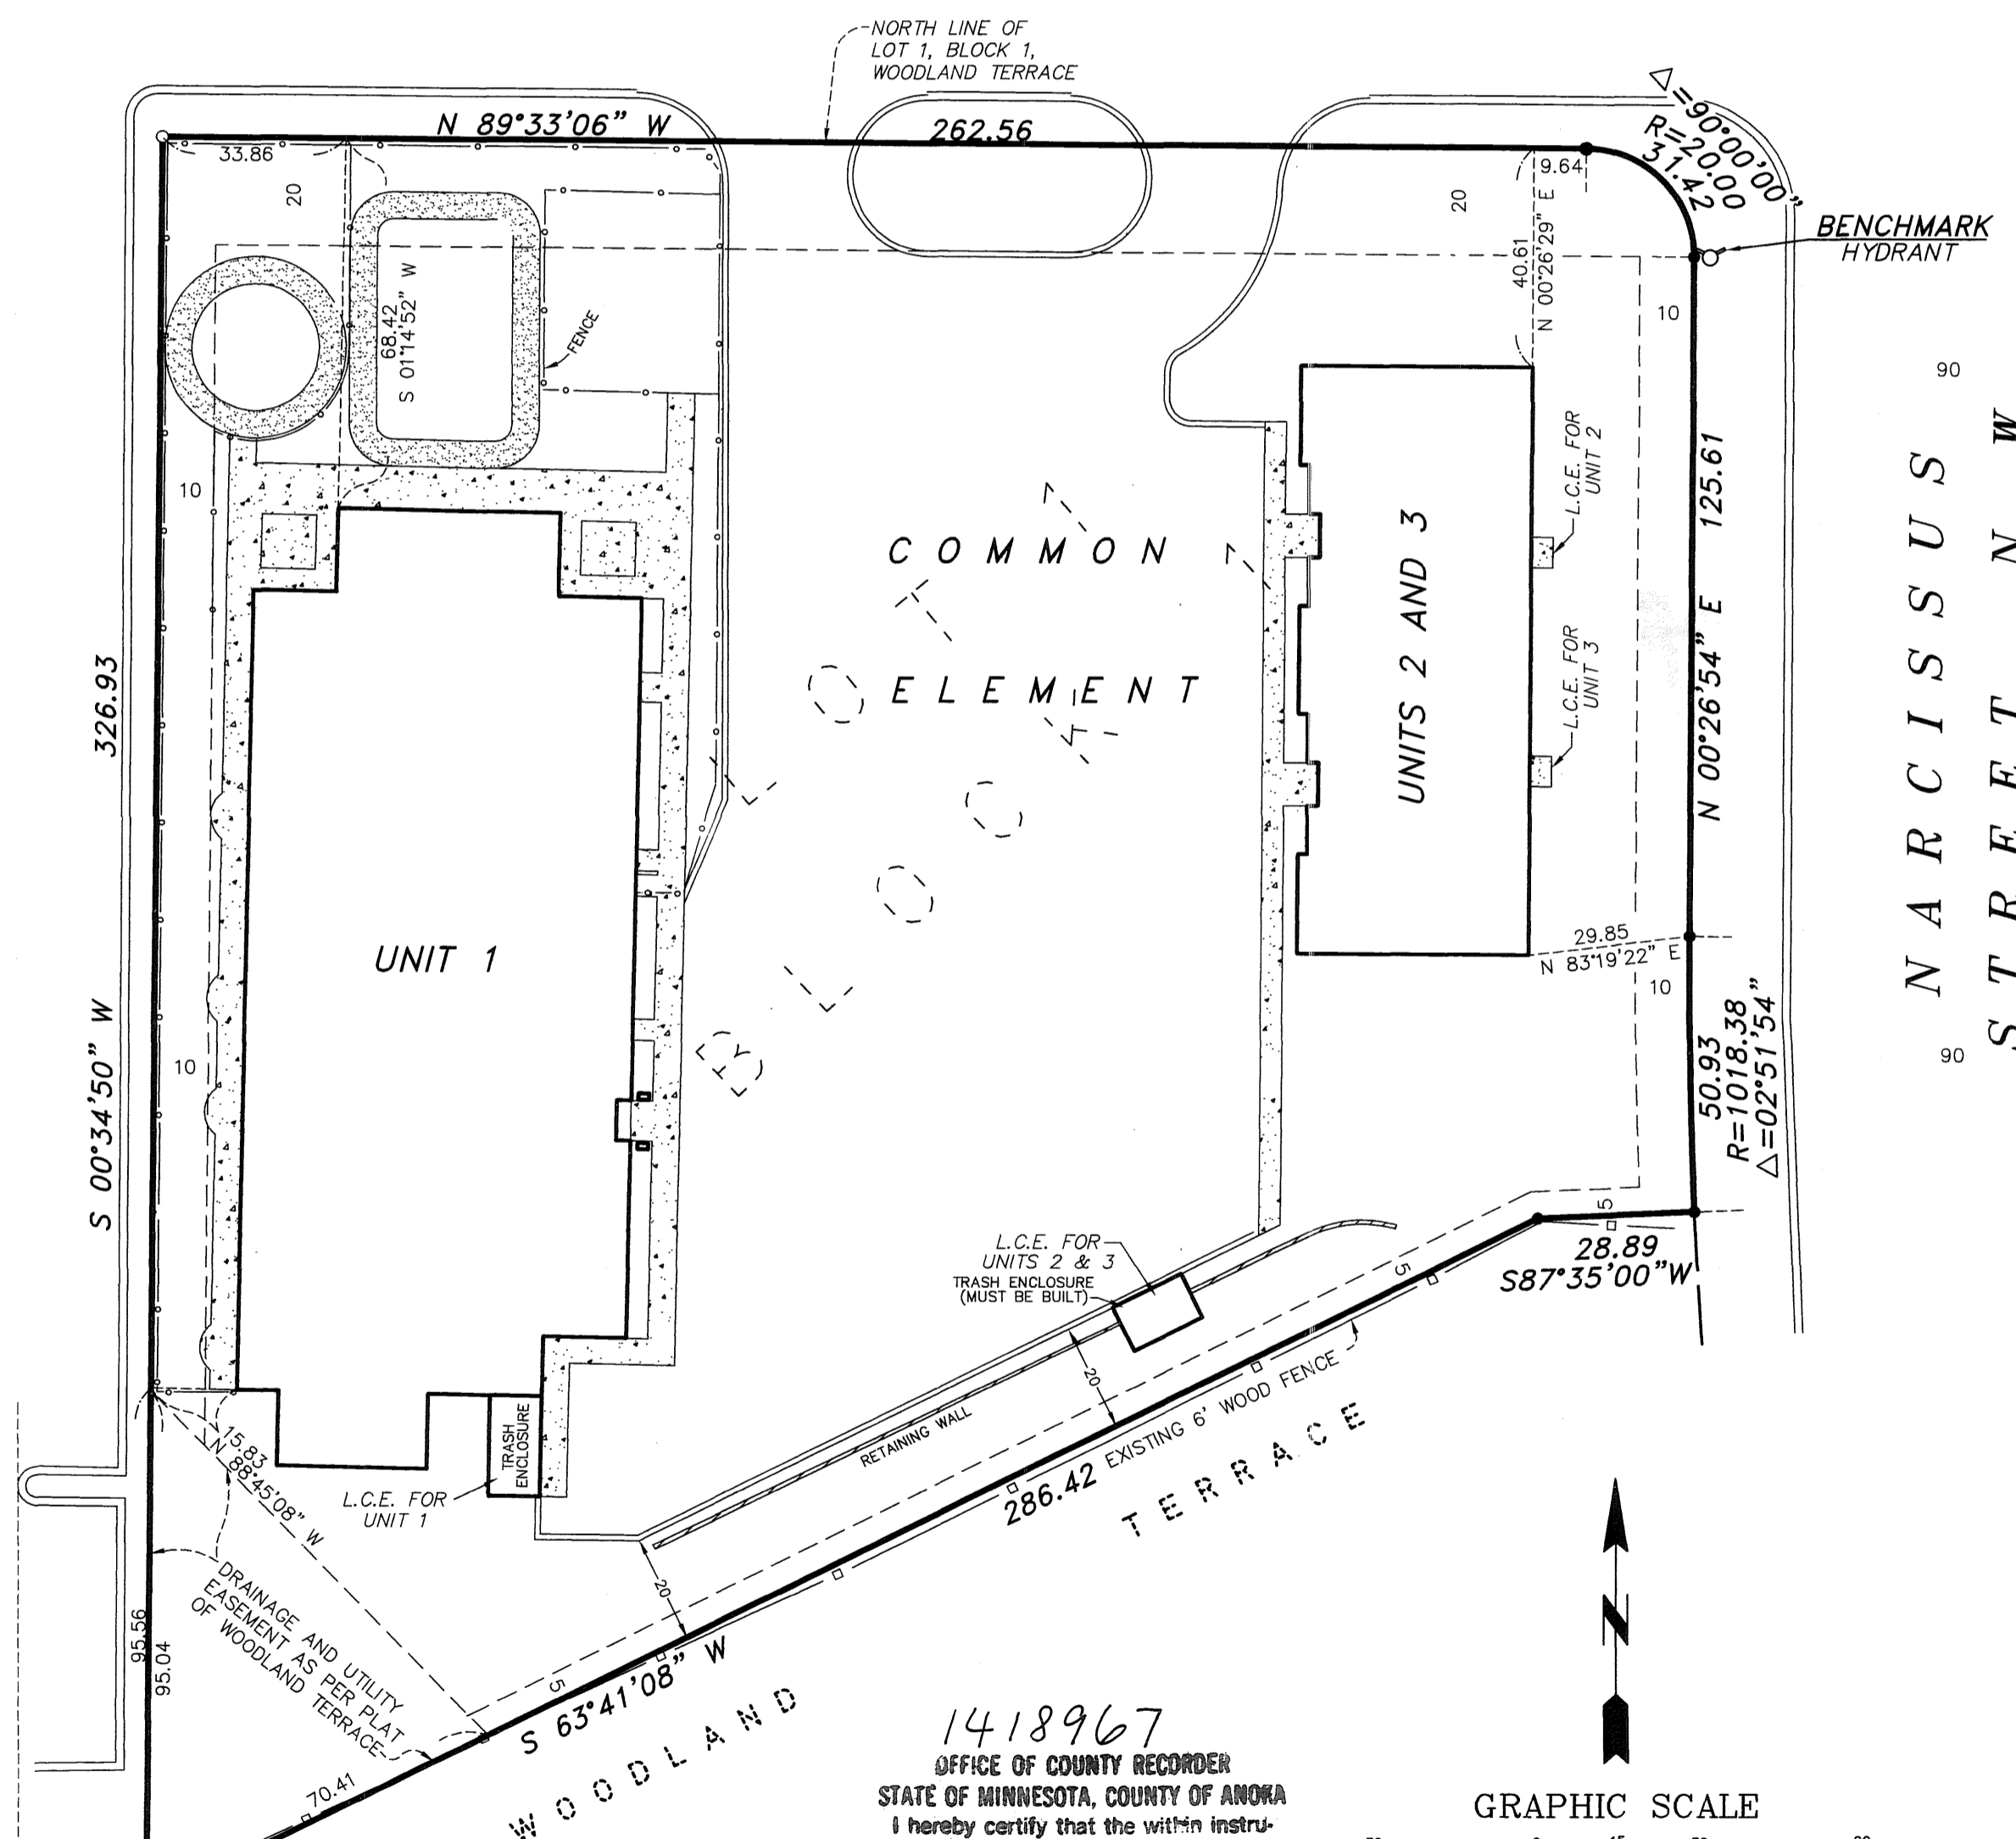 NORTH LINE OF
LOT 1, BLOCK 1,
WOODLAND TERRACE
N 89°33'06" W
262.56
△=90°00'00"
R=20.00
31.42
33.86
20
9.64
20
BENCHMARK
HYDRANT
40.61
N 00°26'29" E
10
68.42
S 01°14'52" W
FENCE
90
10
L.C.E. FOR
UNIT 2
125.61
N 00°26'54" E
COMMON
ELEMENT
UNITS 2 AND 3
L.C.E. FOR
UNIT 3
NARCISSUS
STREET N W
326.93
S 00°34'50" W
LOT 1
BLOCK 1
UNIT 1
29.85
N 83°19'22" E
10
90
10
50.93
R=1018.38
△=02°51'54"
5
28.89
S87°35'00"W
L.C.E. FOR
UNITS 2 & 3
TRASH ENCLOSURE
(MUST BE BUILT)
5
20
EXISTING 6' WOOD FENCE
RETAINING WALL
TRASH
ENCLOSURE
15.83
N 88°45'08" W
L.C.E. FOR
UNIT 1
286.42
TERRACE
20
DRAINAGE AND UTILITY
EASEMENT AS PER PLAT
OF WOODLAND TERRACE
95.56
95.04
5
S 63°41'08" W
N
70.41
WOODLAND
1418967
OFFICE OF COUNTY RECORDER
STATE OF MINNESOTA, COUNTY OF ANOKA
I hereby certify that the within instru-
GRAPHIC SCALE